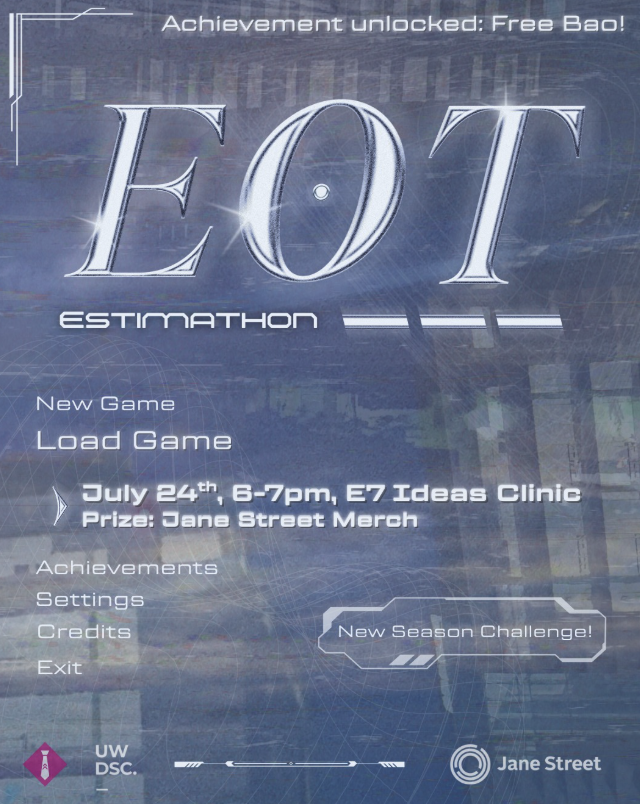 Achievement unlocked: Free Bao!
EOT
ESTIMATHON
New Game
Load Game
July 24th, 6-7pm, E7 Ideas Clinic
Prize: Jane Street Merch
Achievements
Settings
Credits
New Season Challenge!
Exit
UW
DSC.
Jane Street